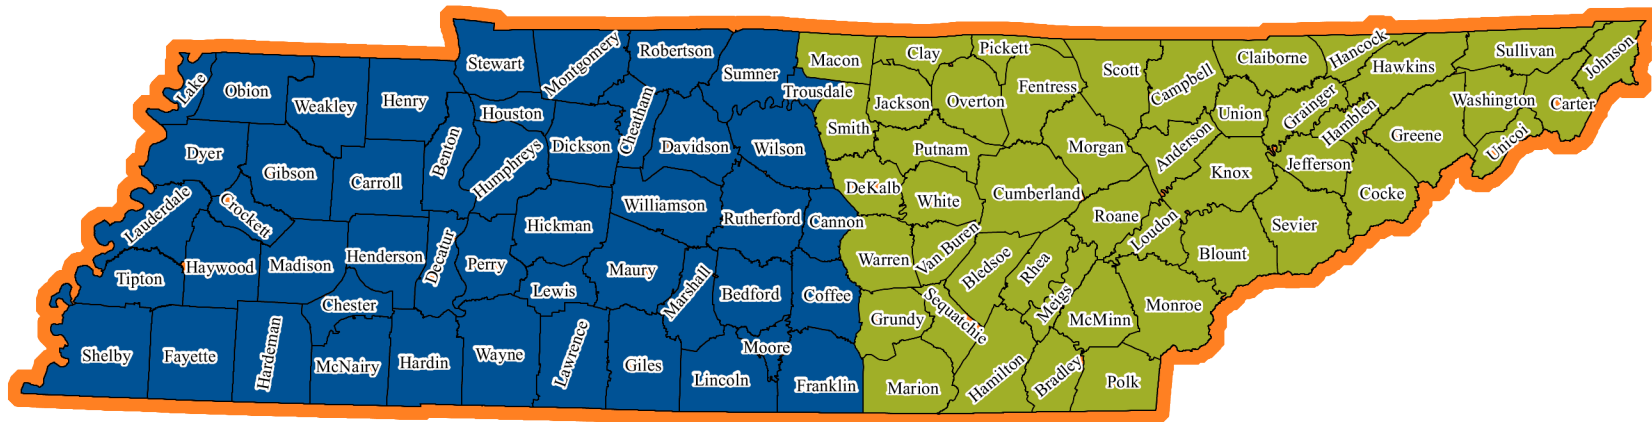 Lake
Obion
Weakley
Henry
Stewart
Montgomery
Robertson
Sumner
Macon
Trousdale
Clay
Pickett
Jackson
Overton
Fentress
Scott
Campbell
Claiborne
Hancock
Hawkins
Sullivan
Johnson
Carter
Washington
Unicoi
Greene
Hamblen
Grainger
Union
Anderson
Morgan
Knox
Jefferson
Cocke
Sevier
Blount
Loudon
Roane
Cumberland
Putnam
Smith
DeKalb
White
Wilson
Davidson
Cheatham
Dickson
Houston
Humphreys
Benton
Carroll
Gibson
Dyer
Lauderdale
Crockett
Haywood
Madison
Henderson
Decatur
Perry
Hickman
Williamson
Rutherford
Cannon
Warren
Van Buren
Bledsoe
Rhea
Meigs
McMinn
Monroe
Polk
Bradley
Hamilton
Sequatchie
Grundy
Marion
Coffee
Bedford
Marshall
Maury
Lewis
Chester
Tipton
Shelby
Fayette
Hardeman
McNairy
Hardin
Wayne
Lawrence
Giles
Lincoln
Moore
Franklin